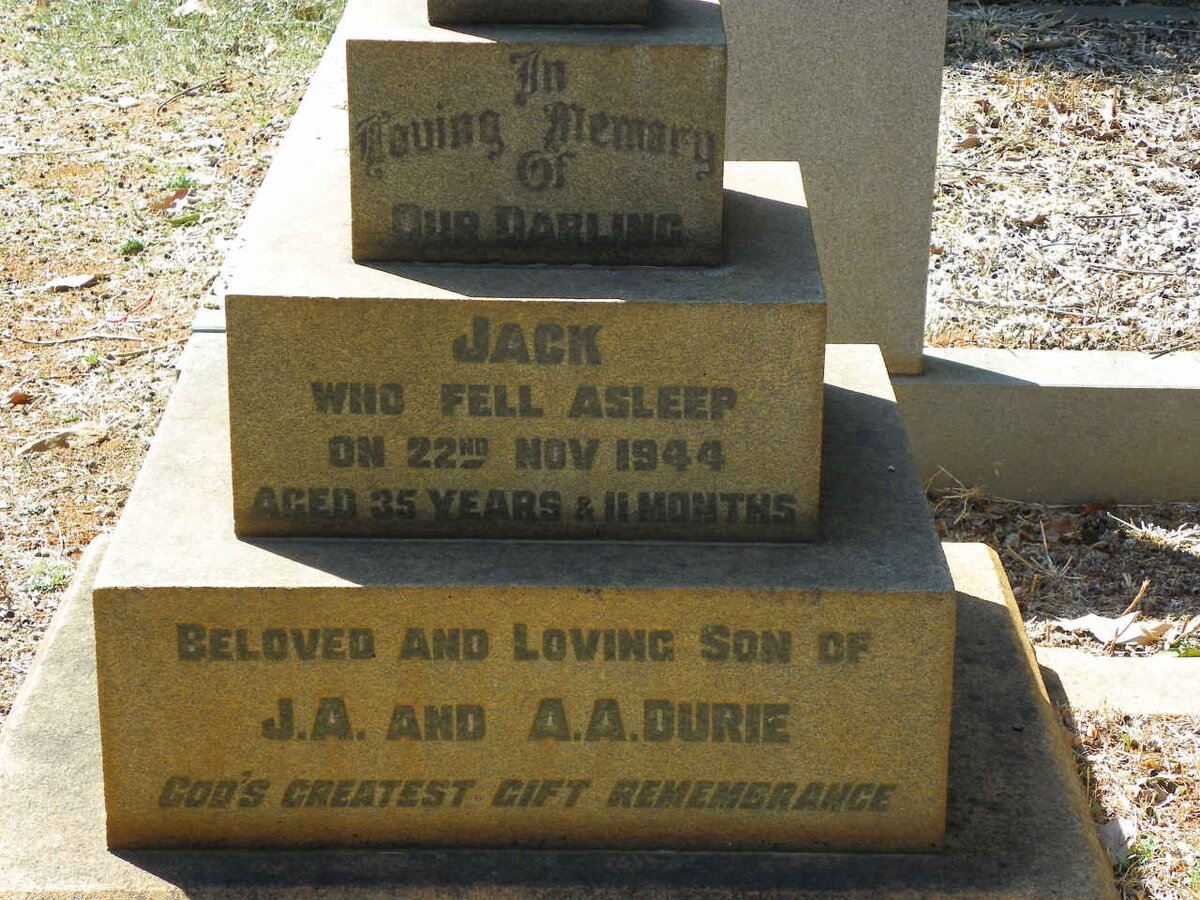 In
Loving Memory
Of
OUR DARLING
JACK
WHO FELL ASLEEP
ON 22ND NOV 1944
AGED 35 YEARS & 11 MONTHS
BELOVED AND LOVING SON OF
J.A. AND A.A. DURIE
GOD'S GREATEST GIFT REMEMBRANCE